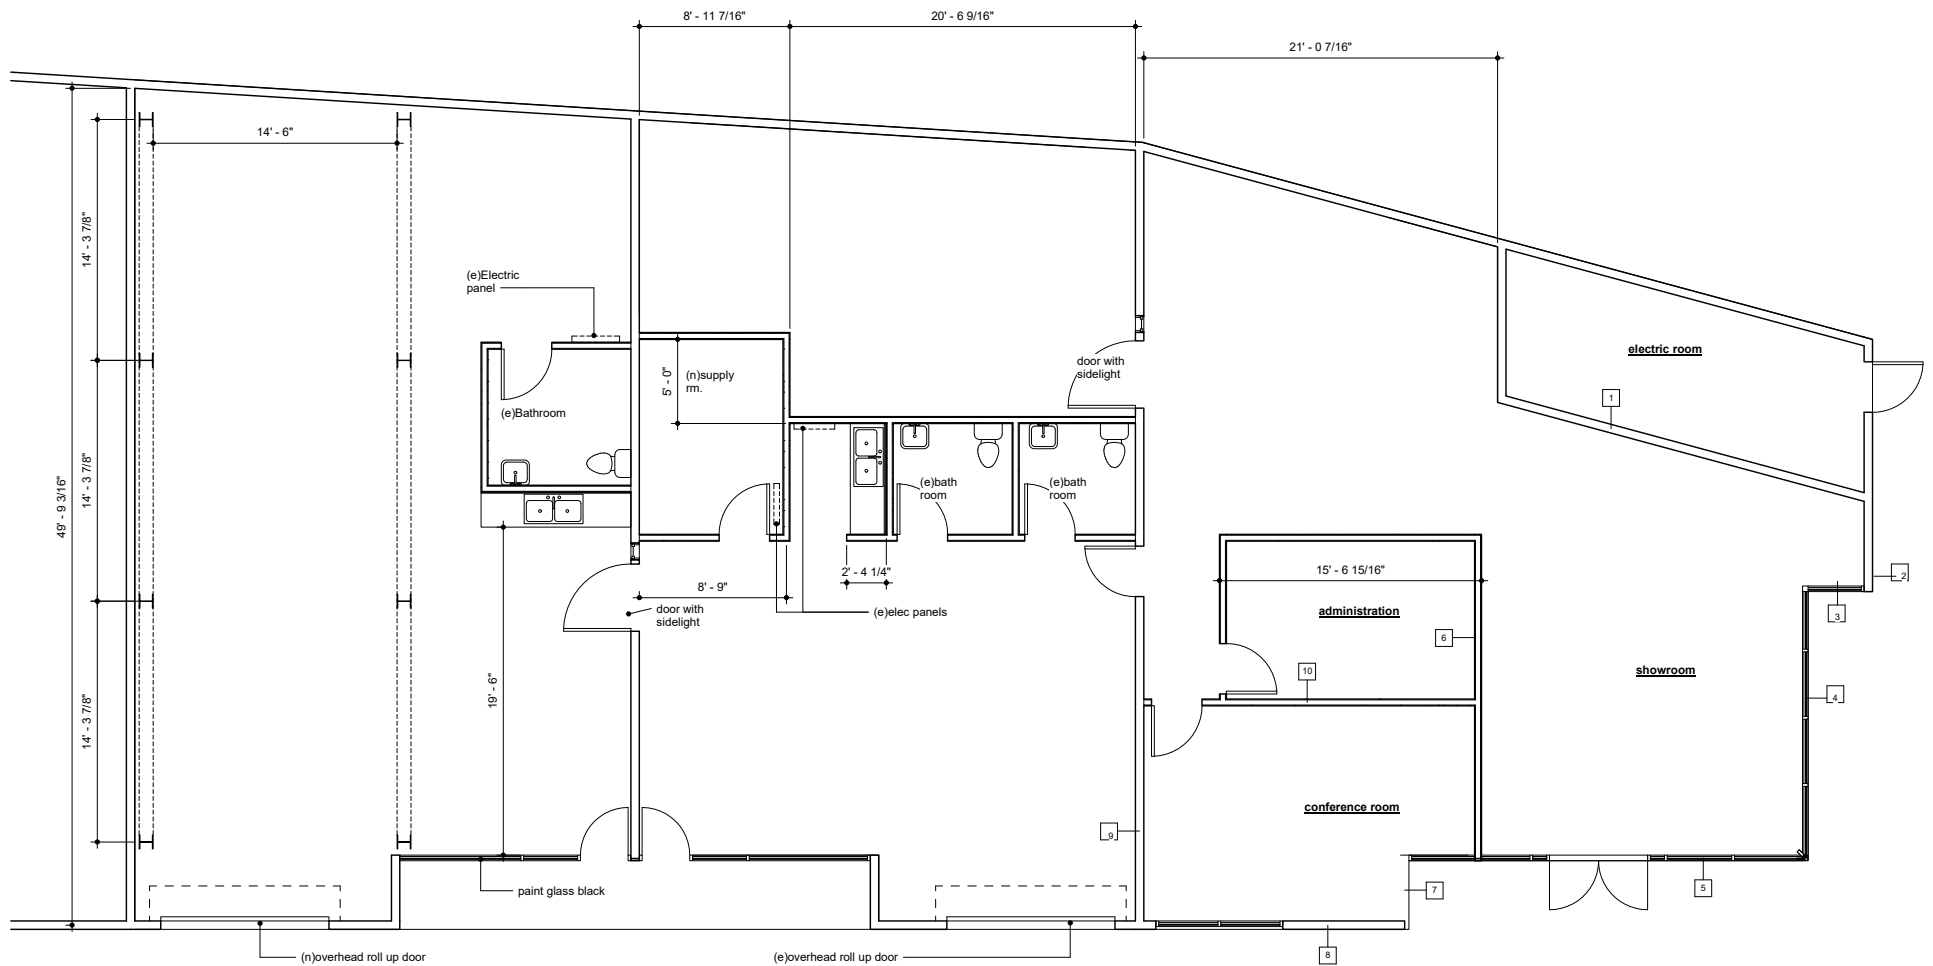 8' - 11 7/16"
20' - 6 9/16"
21' - 0 7/16"
14' - 6"
14' - 3 7/8"
(e)Electric
panel
door with
sidelight
electric room
5' - 0"
(n)supply
rm.
1
(e)Bathroom
49' - 9 3/16"
14' - 3 7/8"
(e)bath
room
(e)bath
room
2' - 4 1/4"
15' - 6 15/16"
2
8' - 9"
door with
sidelight
(e)elec panels
administration
3
6
19' - 6"
10
showroom
4
14' - 3 7/8"
conference room
9
paint glass black
7
5
(n)overhead roll up door
(e)overhead roll up door
8